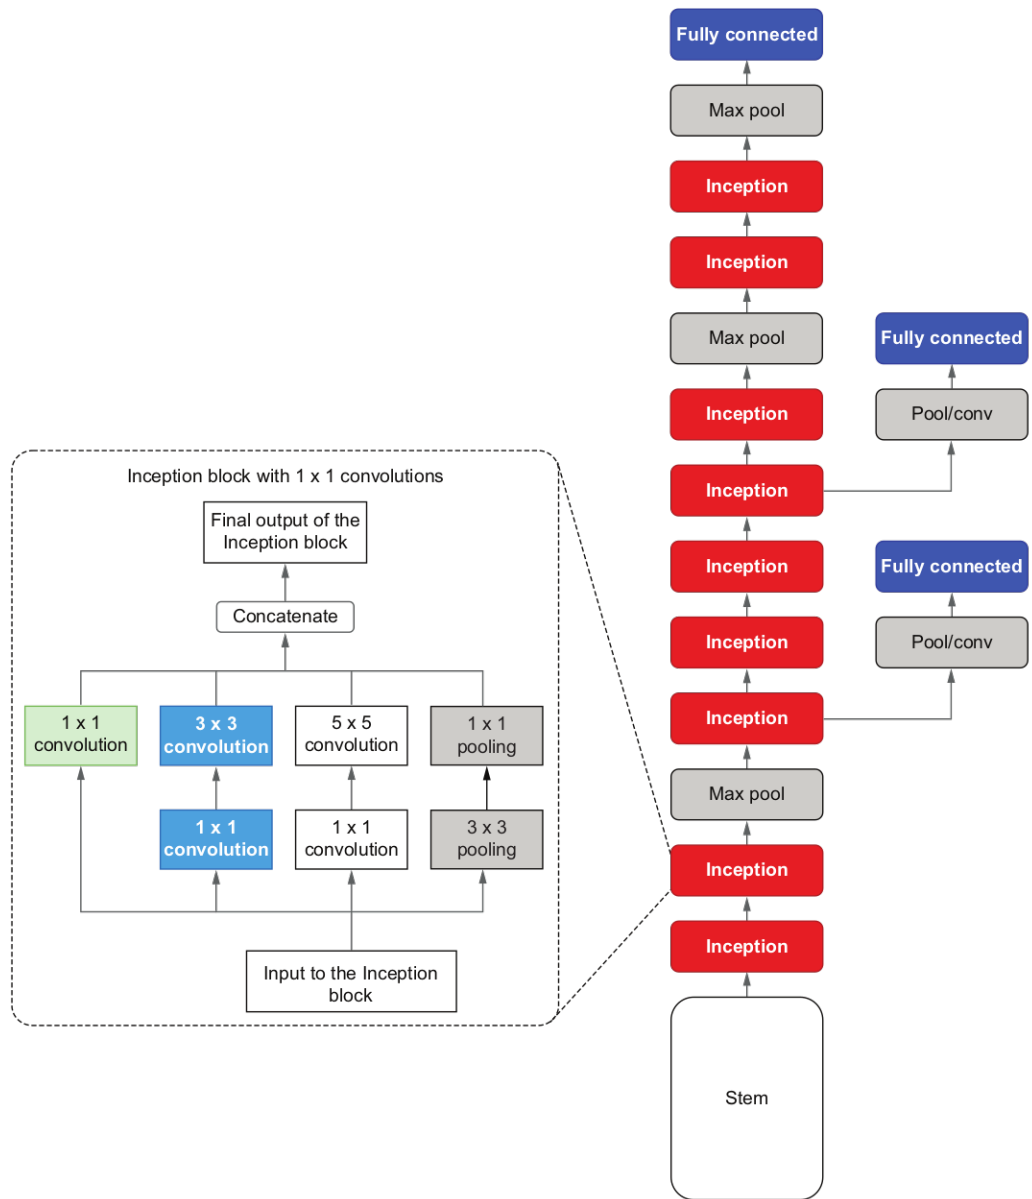 Fully connected
Max pool
Inception
Inception
Max pool
Fully connected
Inception
Pool/conv
Inception
Inception
Fully connected
Inception
Pool/conv
Inception
Max pool
Inception
Inception
Stem
Inception block with 1 x 1 convolutions
Final output of the
Inception block
Concatenate
1 x 1
convolution
3 x 3
convolution
5 x 5
convolution
1 x 1
pooling
1 x 1
convolution
1 x 1
convolution
3 x 3
pooling
Input to the Inception
block